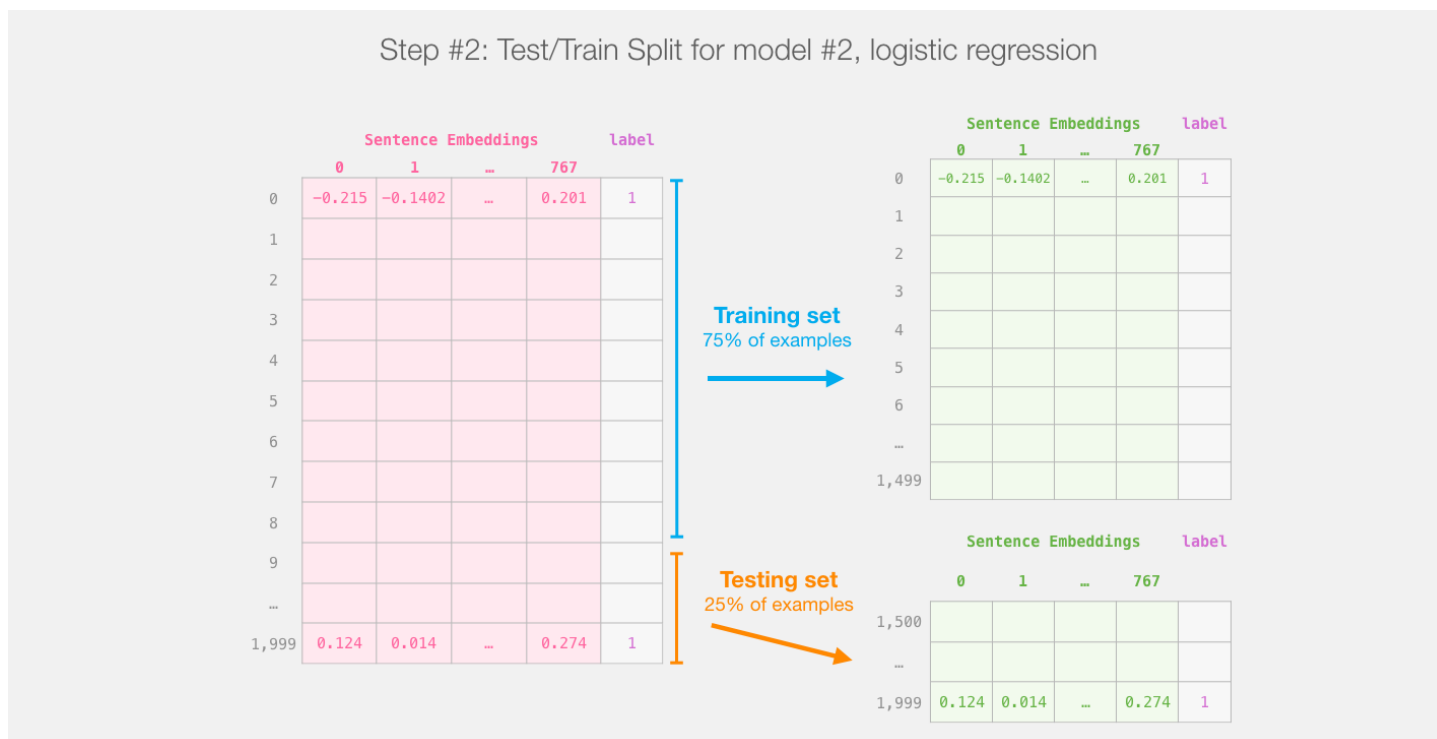 Step #2: Test/Train Split for model #2, logistic regression
Sentence Embeddings label
0 1 … 767
0 -0.215 -0.1402 … 0.201 1
1
2
3
4
5
6
7
8
9
…
1,999 0.124 0.014 … 0.274 1
Training set
75% of examples
Testing set
25% of examples
Sentence Embeddings label
0 1 … 767
0 -0.215 -0.1402 … 0.201 1
1
2
3
4
5
6
…
1,499
Sentence Embeddings label
0 1 … 767
1,500
…
1,999 0.124 0.014 … 0.274 1